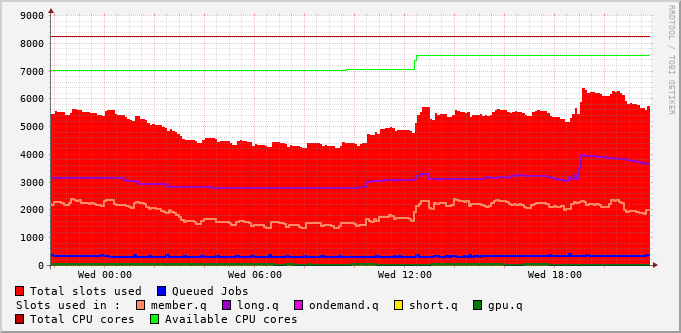 RRDTOOL / TOBI OETIKER
9000
8000
7000
6000
5000
4000
3000
2000
1000
0
Wed 00:00 Wed 06:00 Wed 12:00 Wed 18:00
Total slots used Queued Jobs
Slots used in : member.q long.q ondemand.q short.q gpu.q
Total CPU cores Available CPU cores